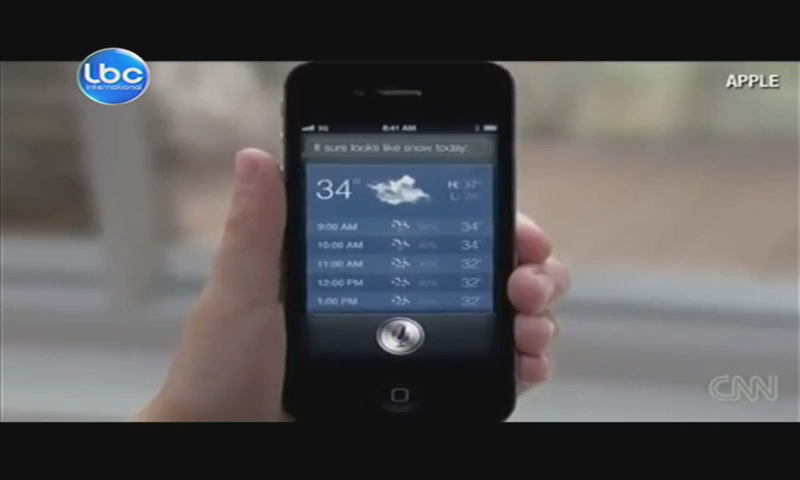 lbc
international
APPLE
3G 8:41 AM
It sure looks like snow today:
34° H: 37°
9:00 AM 34°
10:00 AM 34°
11:00 AM 32°
12:00 PM 32°
1:00 PM 32°
CNN